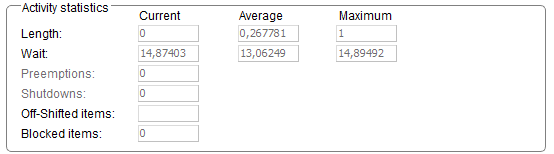 Activity statistics
Current Average Maximum
Length: 0 0,267781 1
Wait: 14,87403 13,06249 14,89492
Preemptions: 0
Shutdowns: 0
Off-Shifted items:
Blocked items: 0